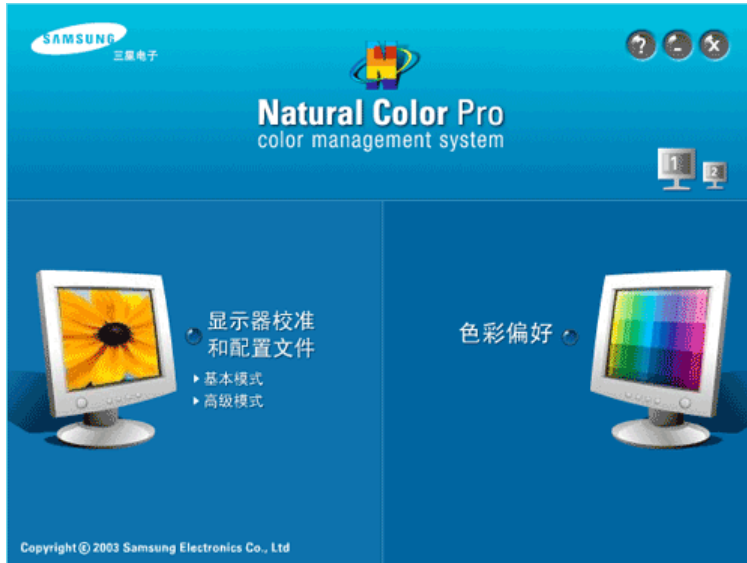 SAMSUNG
三星电子
? - x
N
Natural Color Pro
color management system
1 2
显示器校准
和配置文件
基本模式
高级模式
色彩偏好
Copyright © 2003 Samsung Electronics Co., Ltd